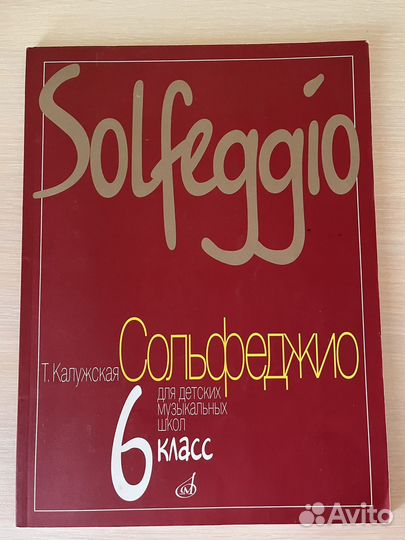 Solfeggio
Т. Калужская Сольфеджио
для детских
музыкальных
школ
6 класс
Avito